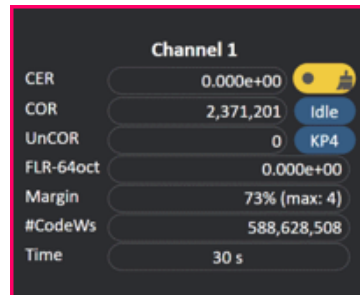 Channel 1
CER 0.000e+00
COR 2,371,201 Idle
UnCOR 0 KP4
FLR-64oct 0.000e+00
Margin 73% (max: 4)
#CodeWs 588,628,508
Time 30 s